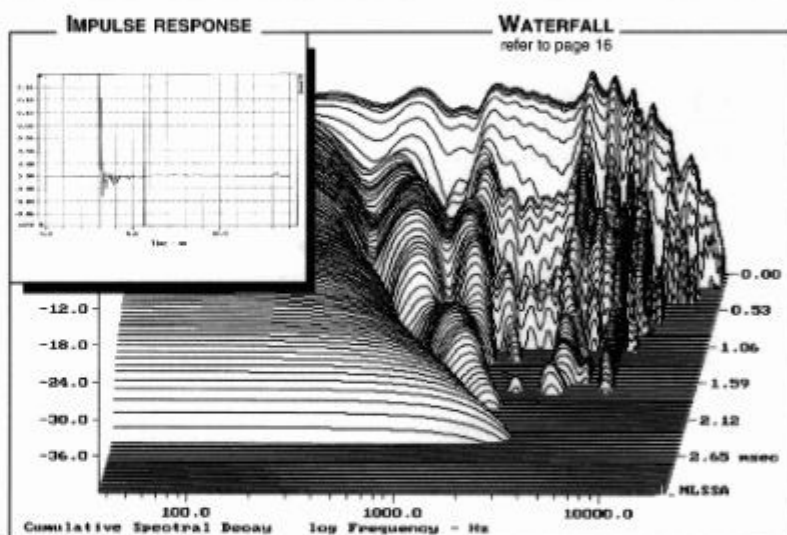 IMPULSE RESPONSE
WATERFALL
refer to page 16
0.00
-12.0
0.53
-18.0
1.06
-24.0
1.59
-30.0
2.12
-36.0
2.65 msec
MLSSA
100.0
1000.0
10000.0
Cumulative Spectral Decay
log Frequency - Hz